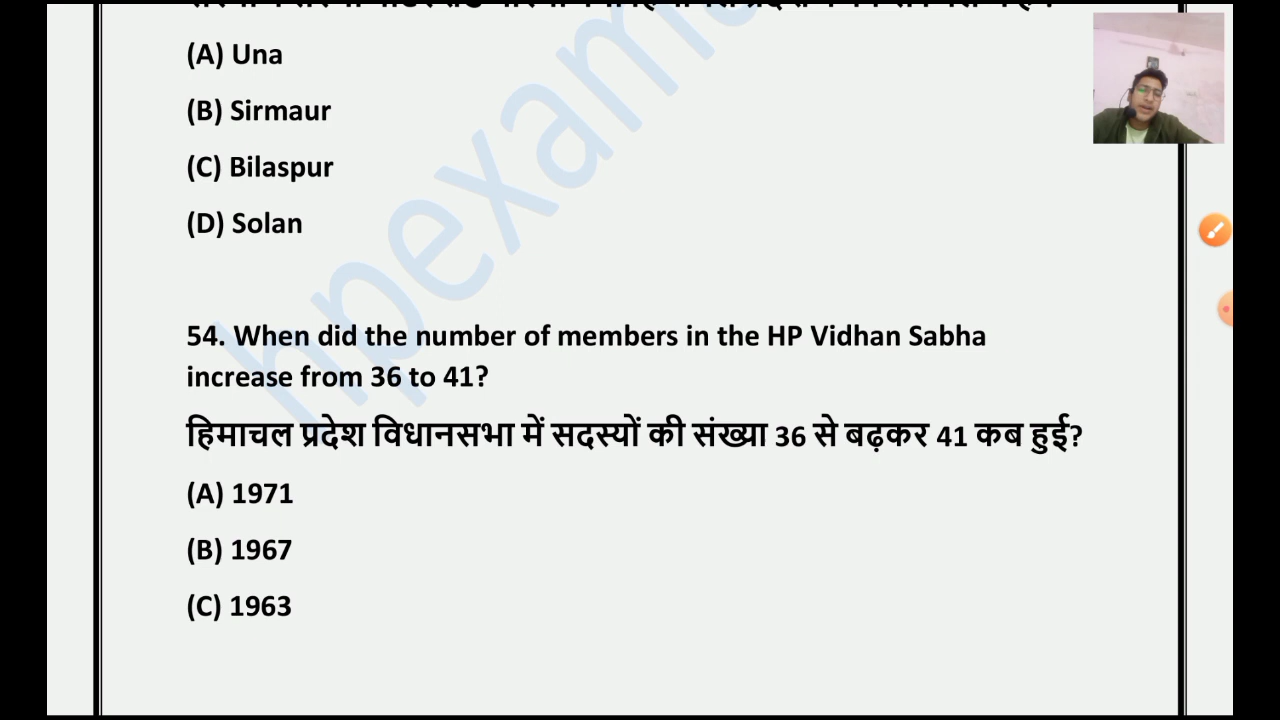 (A) Una
(B) Sirmaur
(C) Bilaspur
(D) Solan
54. When did the number of members in the HP Vidhan Sabha
increase from 36 to 41?
हिमाचल प्रदेश विधानसभा में सदस्यों की संख्या 36 से बढ़कर 41 कब हुई?
(A) 1971
(B) 1967
(C) 1963
hpexam